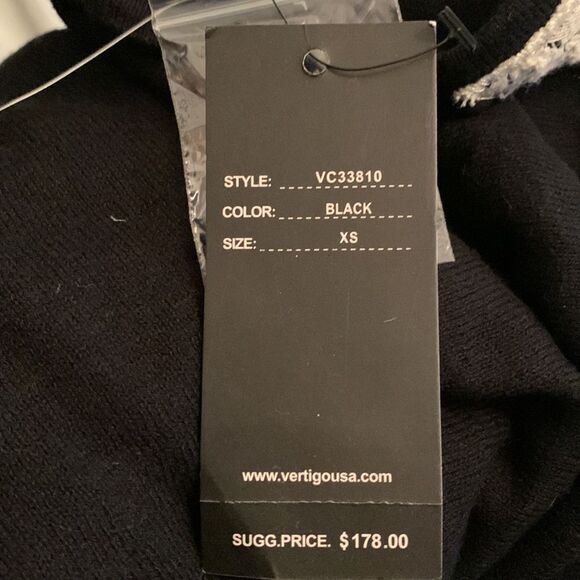 STYLE: VC33810
COLOR: BLACK
SIZE: XS
www.vertigousa.com
SUGG.PRICE. $178.00